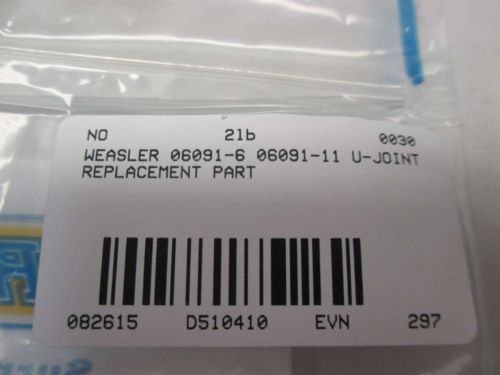 NO 21b 0030
WEASLER 06091-6 06091-11 U-JOINT
REPLACEMENT PART
082615 D510410 EVN 297